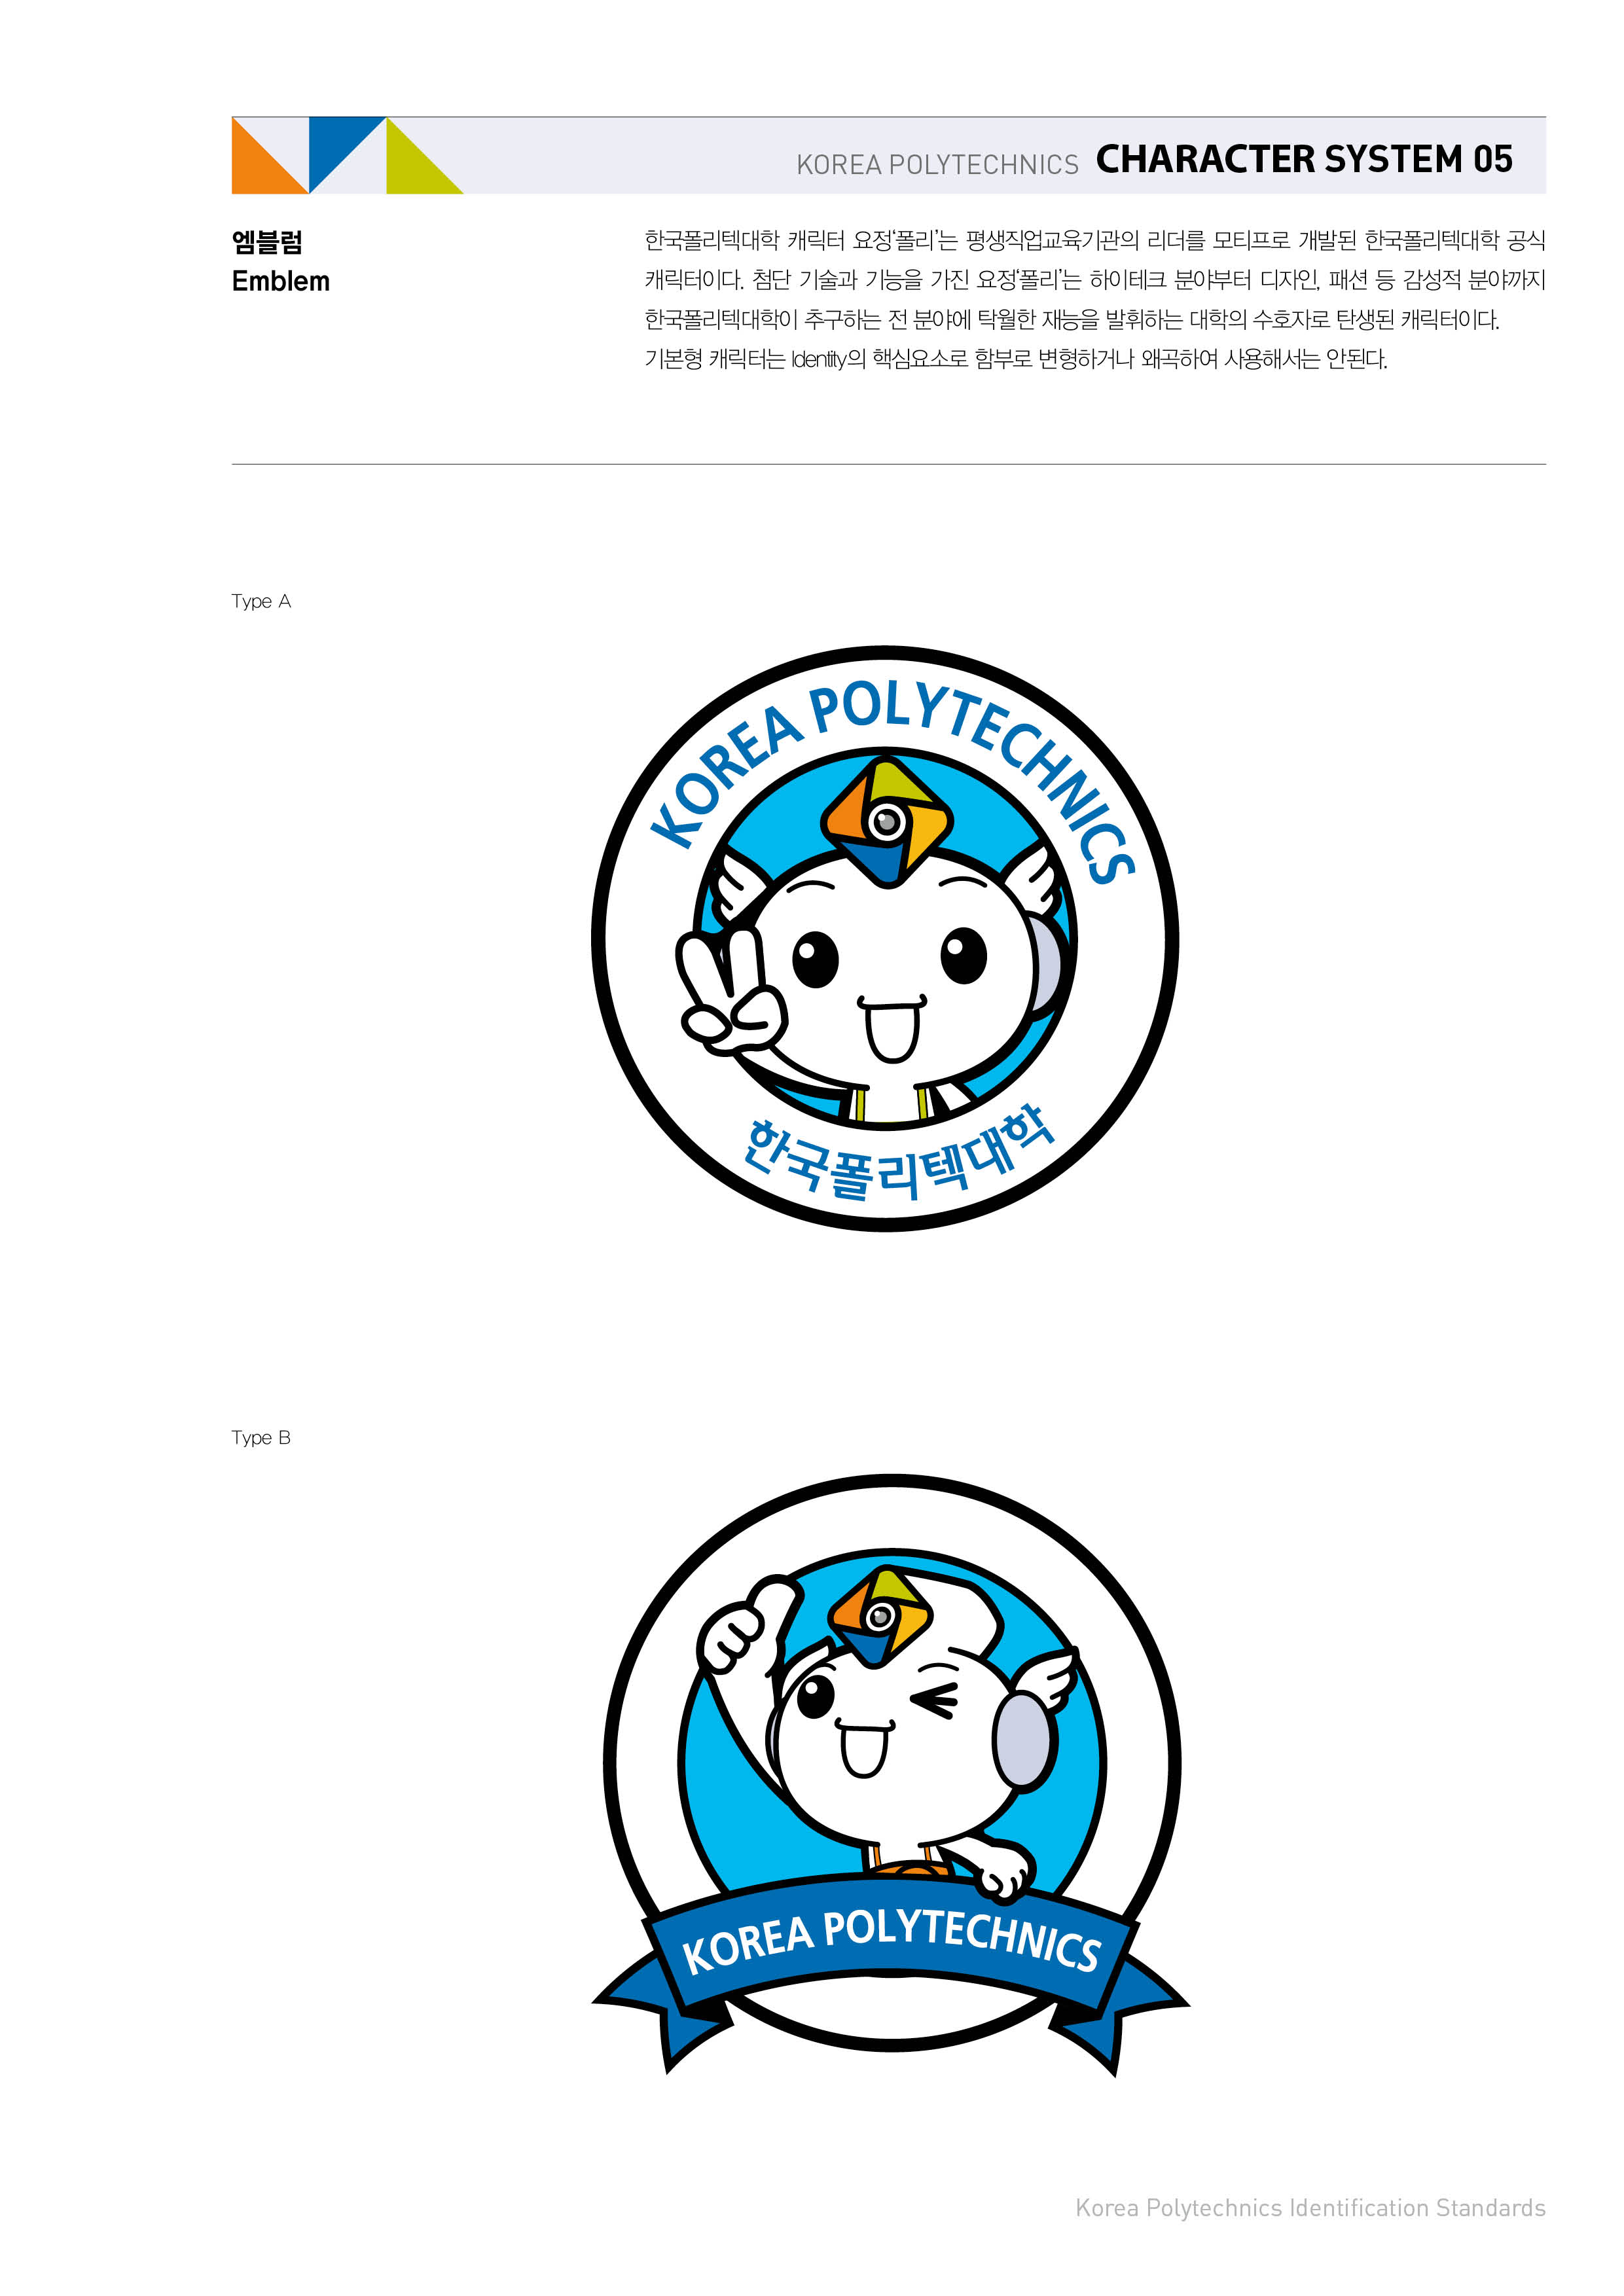 KOREA POLYTECHNICS CHARACTER SYSTEM 05
엠블럼
Emblem
한국폴리텍대학 캐릭터 요정‘폴리’는 평생직업교육기관의 리더를 모티프로 개발된 한국폴리텍대학 공식
캐릭터이다. 첨단 기술과 기능을 가진 요정‘폴리’는 하이테크 분야부터 디자인, 패션 등 감성적 분야까지
한국폴리텍대학이 추구하는 전 분야에 탁월한 재능을 발휘하는 대학의 수호자로 탄생된 캐릭터이다.
기본형 캐릭터는 Identity의 핵심요소로 함부로 변형하거나 왜곡하여 사용해서는 안된다.
Type A
KOREA POLYTECHNICS
한국폴리텍대학
Type B
KOREA POLYTECHNICS
Korea Polytechnics Identification Standards